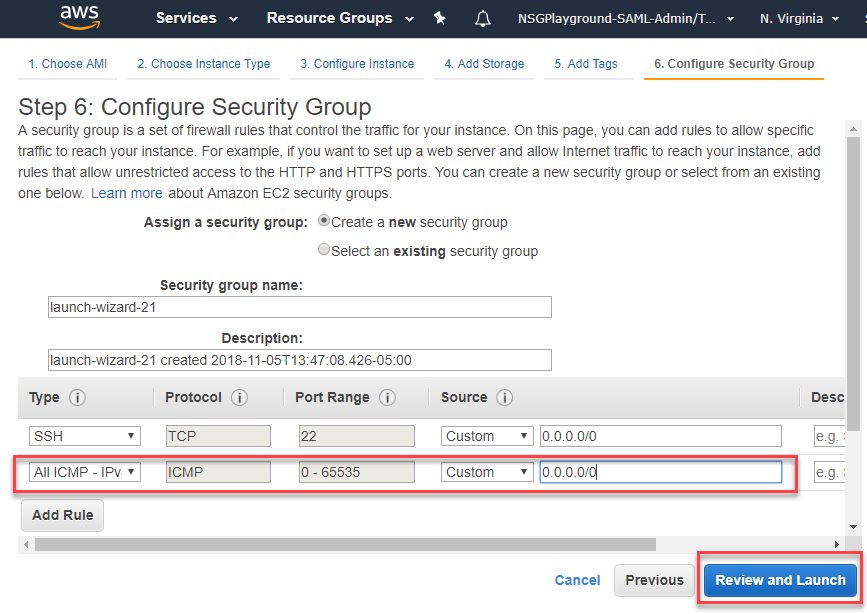 aws
Services Resource Groups NSGPlayground-SAML-Admin/T... N. Virginia
1. Choose AMI 2. Choose Instance Type 3. Configure Instance 4. Add Storage 5. Add Tags 6. Configure Security Group
Step 6: Configure Security Group
A security group is a set of firewall rules that control the traffic for your instance. On this page, you can add rules to allow specific
traffic to reach your instance. For example, if you want to set up a web server and allow Internet traffic to reach your instance, add
rules that allow unrestricted access to the HTTP and HTTPS ports. You can create a new security group or select from an existing
one below. Learn more about Amazon EC2 security groups.
Assign a security group: Create a new security group
Select an existing security group
Security group name:
launch-wizard-21
Description:
launch-wizard-21 created 2018-11-05T13:47:08.426-05:00
Type i Protocol i Port Range i Source i Desc
SSH TCP 22 Custom 0.0.0.0/0 e.g.
All ICMP - IPv ICMP 0 - 65535 Custom 0.0.0.0/0 e.g.
Add Rule
Cancel Previous Review and Launch